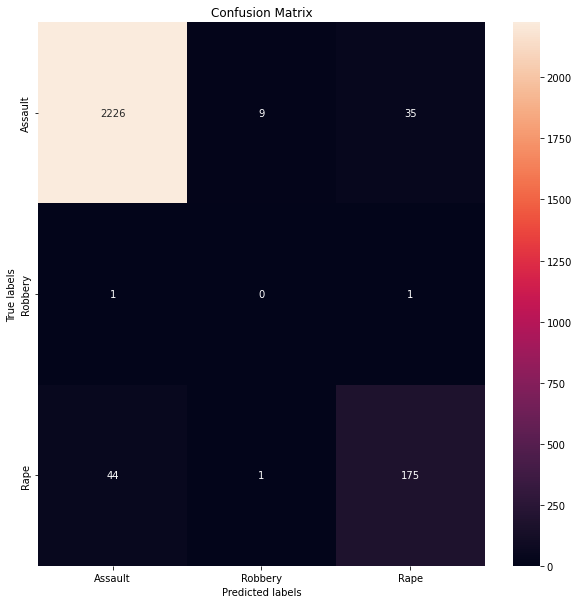 Confusion Matrix
True labels
Assault
2226 9 35
Robbery
1 0 1
Rape
44 1 175
Assault Robbery Rape
Predicted labels
2000
1750
1500
1250
1000
750
500
250
0